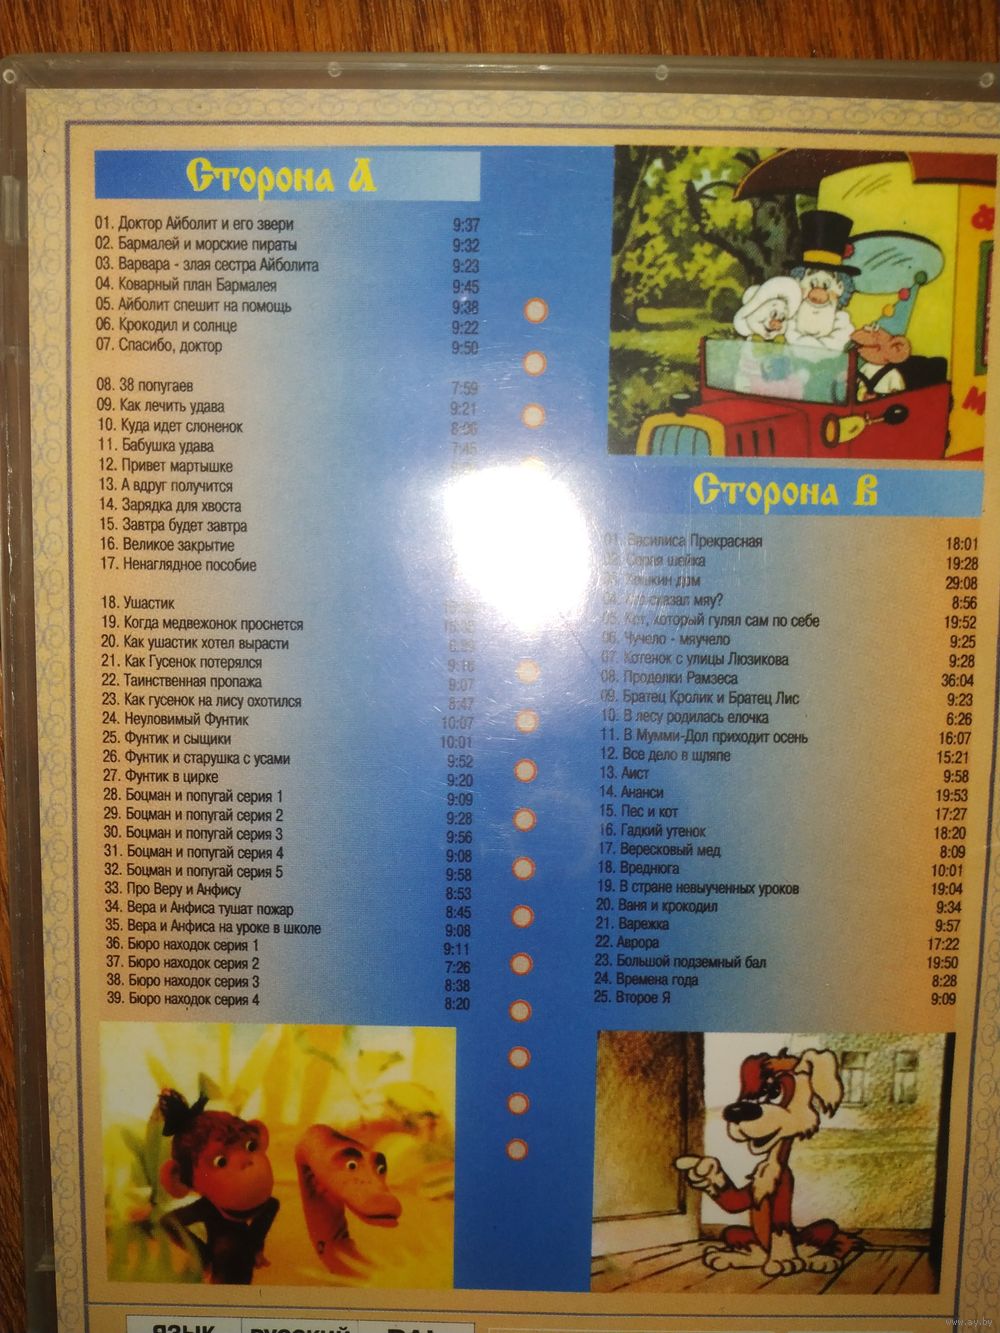 Сторона А
01. Доктор Айболит и его звери 9:37
02. Бармалей и морские пираты 9:32
03. Варвара - злая сестра Айболита 9:23
04. Коварный план Бармалея 9:45
05. Айболит спешит на помощь 9:38
06. Крокодил и солнце 9:22
07. Спасибо, доктор 9:50
08. 38 попугаев 7:59
09. Как лечить удава 9:21
10. Куда идет слоненок 8:06
11. Бабушка удава 7:45
12. Привет мартышке
13. А вдруг получится
14. Зарядка для хвоста
15. Завтра будет завтра
16. Великое закрытие
17. Ненаглядное пособие
18. Ушастик
19. Когда медвежонок проснется
20. Как ушастик хотел вырасти
21. Как Гусенок потерялся 9:16
22. Таинственная пропажа 9:07
23. Как гусенок на лису охотился 8:47
24. Неуловимый Фунтик 10:07
25. Фунтик и сыщики 10:01
26. Фунтик и старушка с усами 9:52
27. Фунтик в цирке 9:20
28. Боцман и попугай серия 1 9:09
29. Боцман и попугай серия 2 9:28
30. Боцман и попугай серия 3 9:56
31. Боцман и попугай серия 4 9:08
32. Боцман и попугай серия 5 9:58
33. Про Веру и Анфису 8:53
34. Вера и Анфиса тушат пожар 8:45
35. Вера и Анфиса на уроке в школе 9:08
36. Бюро находок серия 1 9:11
37. Бюро находок серия 2 7:26
38. Бюро находок серия 3 8:38
39. Бюро находок серия 4 8:20
Сторона В
01. Василиса Прекрасная 18:01
02. Серая шейка 19:28
03. Кошкин дом 29:08
04. Кто сказал мяу? 8:56
05. Кот, который гулял сам по себе 19:52
06. Чучело - мяучело 9:25
07. Котенок с улицы Люзикова 9:28
08. Проделки Рамзеса 36:04
09. Братец Кролик и Братец Лис 9:23
10. В лесу родилась елочка 6:26
11. В Мумми-Дол приходит осень 16:07
12. Все дело в шляпе 15:21
13. Аист 9:58
14. Ананси 19:53
15. Пес и кот 17:27
16. Гадкий утенок 18:20
17. Вересковый мед 8:09
18. Вреднюга 10:01
19. В стране невыученных уроков 19:04
20. Ваня и крокодил 9:34
21. Варежка 9:57
22. Аврора 17:22
23. Большой подземный бал 19:50
24. Времена года 8:28
25. Второе Я 9:09
язык русский PAL
www.ay.by